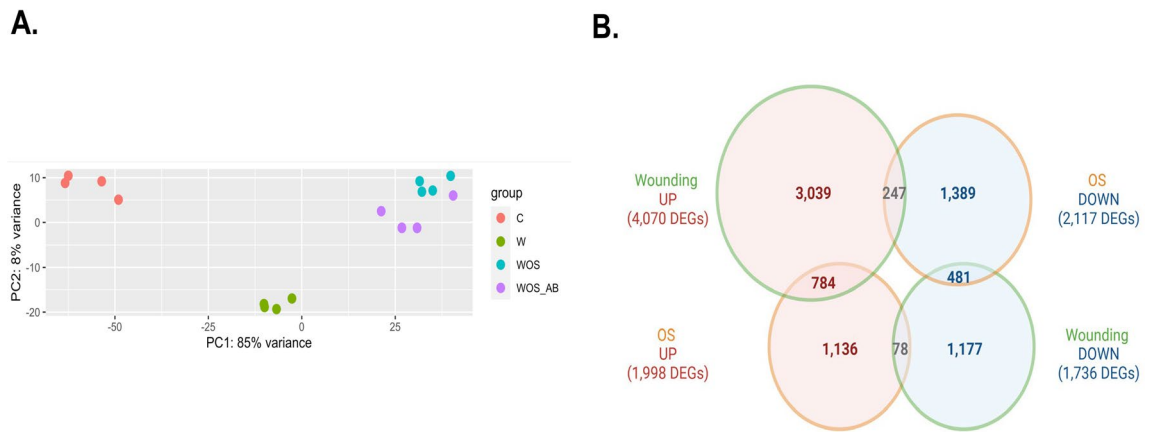 A.
B.
PC2: 8% variance
10
0
-10
-20
-50
-25
0
25
PC1: 85% variance
group
C
W
WOS
WOS_AB
Wounding
UP
(4,070 DEGs)
3,039
247
1,389
OS
DOWN
(2,117 DEGs)
784
481
OS
UP
(1,998 DEGs)
1,136
78
1,177
Wounding
DOWN
(1,736 DEGs)